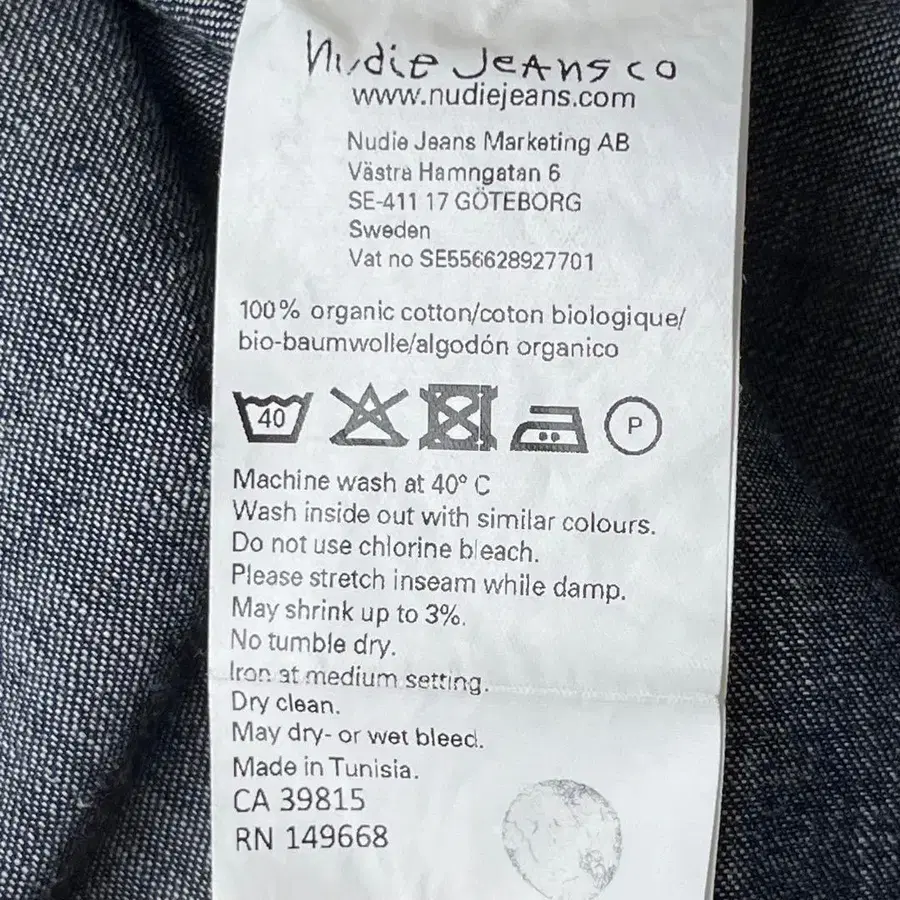 Nudie Jeans co
www.nudiejeans.com
Nudie Jeans Marketing AB
Västra Hamngatan 6
SE-411 17 GÖTEBORG
Sweden
Vat no SE556628927701
100% organic cotton/coton biologique/
bio-baumwolle/algodón organico
40 P
Machine wash at 40° C
Wash inside out with similar colours.
Do not use chlorine bleach.
Please stretch inseam while damp.
May shrink up to 3%.
No tumble dry.
Iron at medium setting.
Dry clean.
May dry- or wet bleed.
Made in Tunisia.
CA 39815
RN 149668